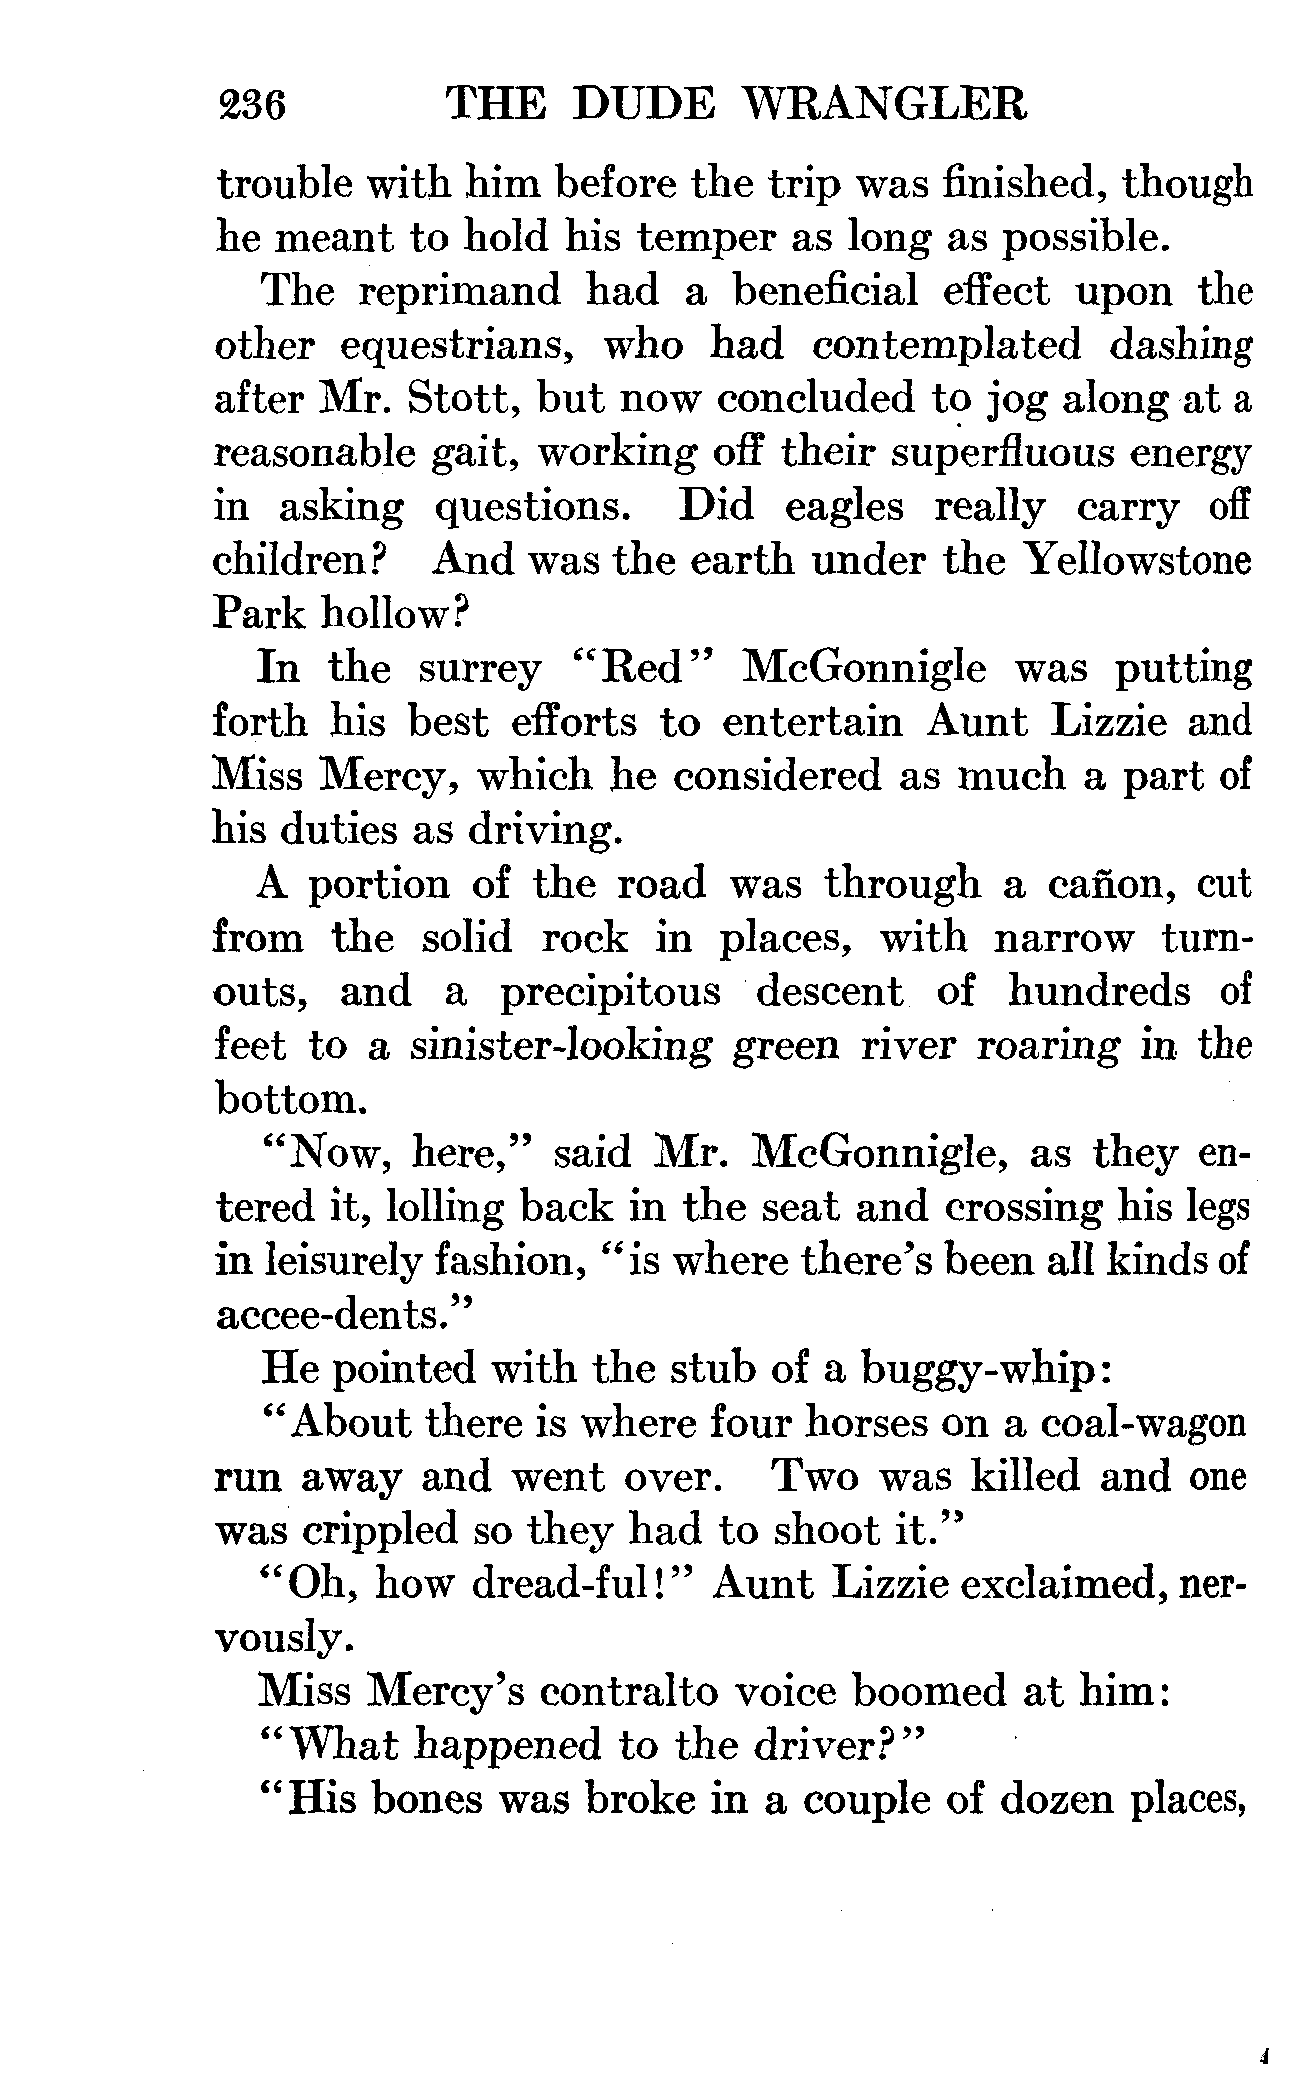 236 THE DUDE WRANGLER
trouble with him before the trip was finished, though
he meant to hold his temper as long as possible.
The reprimand had a beneficial effect upon the
other equestrians, who had contemplated dashing
after Mr. Stott, but now concluded to jog along at a
reasonable gait, working off their superfluous energy
in asking questions. Did eagles really carry off
children? And was the earth under the Yellowstone
Park hollow?
In the surrey "Red" McGonnigle was putting
forth his best efforts to entertain Aunt Lizzie and
Miss Mercy, which he considered as much a part of
his duties as driving.
A portion of the road was through a cañon, cut
from the solid rock in places, with narrow turn-
outs, and a precipitous descent of hundreds of
feet to a sinister-looking green river roaring in the
bottom.
"Now, here," said Mr. McGonnigle, as they en-
tered it, lolling back in the seat and crossing his legs
in leisurely fashion, "is where there's been all kinds of
accee-dents."
He pointed with the stub of a buggy-whip:
"About there is where four horses on a coal-wagon
run away and went over. Two was killed and one
was crippled so they had to shoot it."
"Oh, how dread-ful!" Aunt Lizzie exclaimed, ner-
vously.
Miss Mercy's contralto voice boomed at him:
"What happened to the driver?"
"His bones was broke in a couple of dozen places,